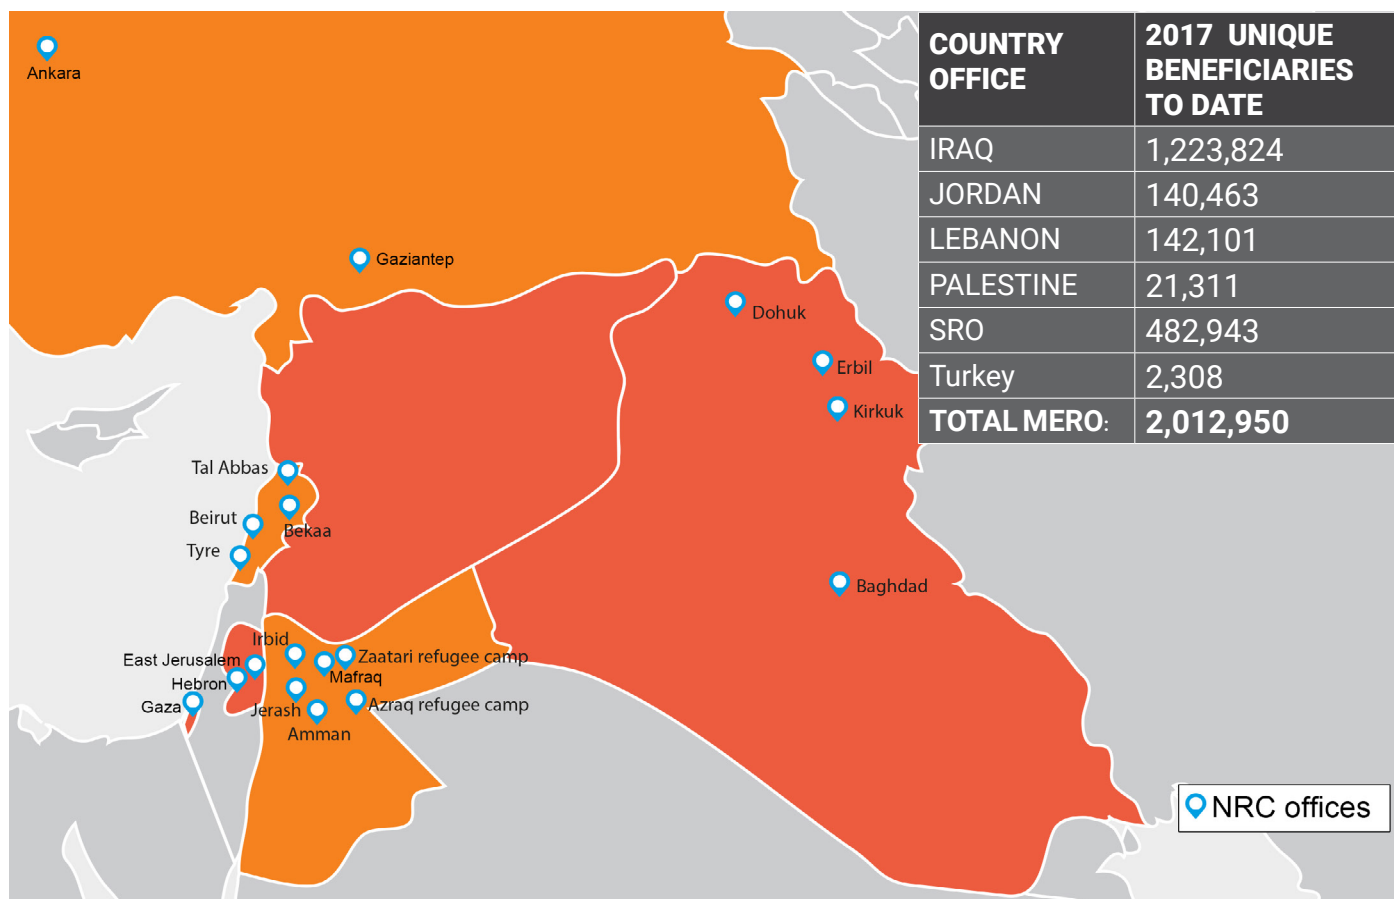 COUNTRY
OFFICE
2017 UNIQUE
BENEFICIARIES
TO DATE
IRAQ 1,223,824
JORDAN 140,463
LEBANON 142,101
PALESTINE 21,311
SRO 482,943
Turkey 2,308
TOTAL MERO: 2,012,950
Ankara
Gaziantep
Dohuk
Erbil
Kirkuk
Tal Abbas
Beirut
Bekaa
Tyre
Baghdad
Irbid
East Jerusalem
Zaatari refugee camp
Hebron
Mafraq
Gaza
Jerash
Azraq refugee camp
Amman
NRC offices